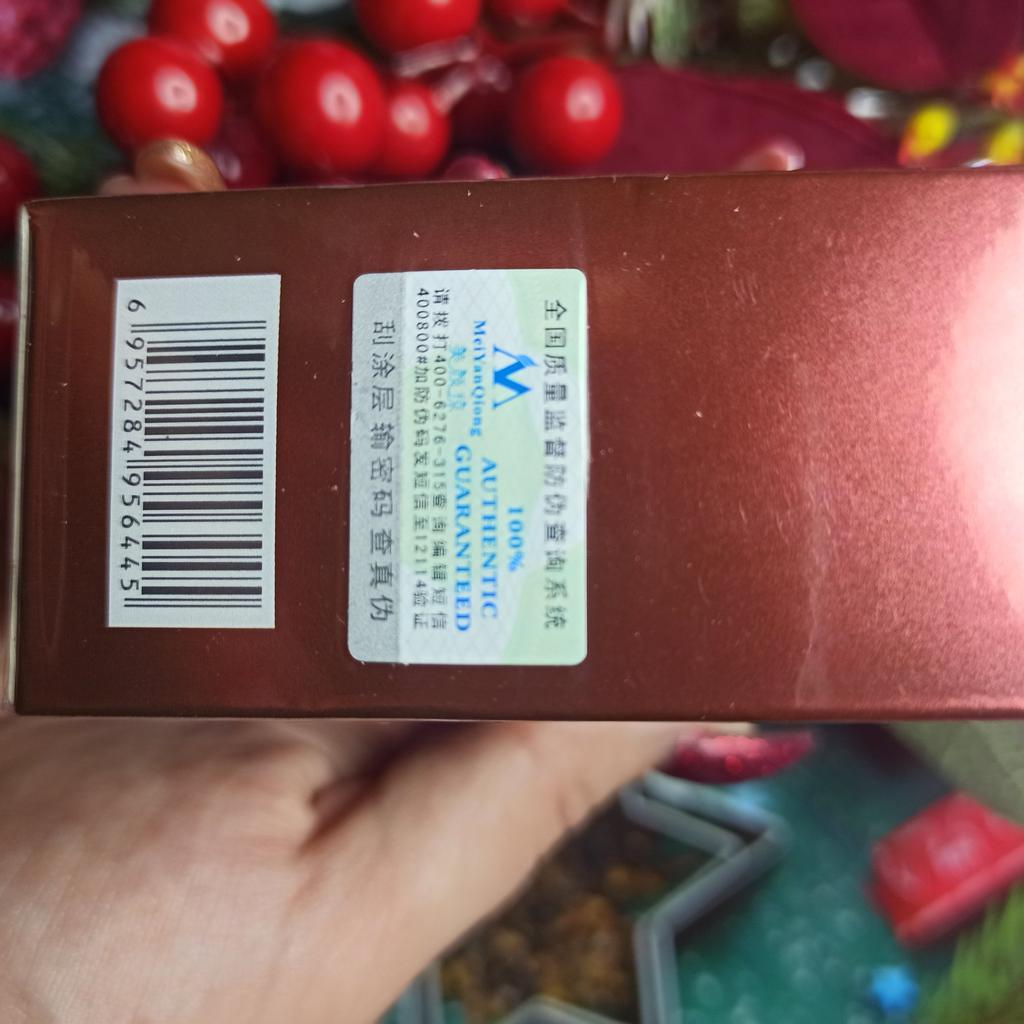 全国质量监督防伪查询系统
100%
AUTHENTIC
GUARANTEED
MeiYanQiong
美颜琼
请拨打400-6276-315查询编辑短信
400800#加防伪码发短信至12114验证
刮涂层输密码查真伪
6 957284 956445